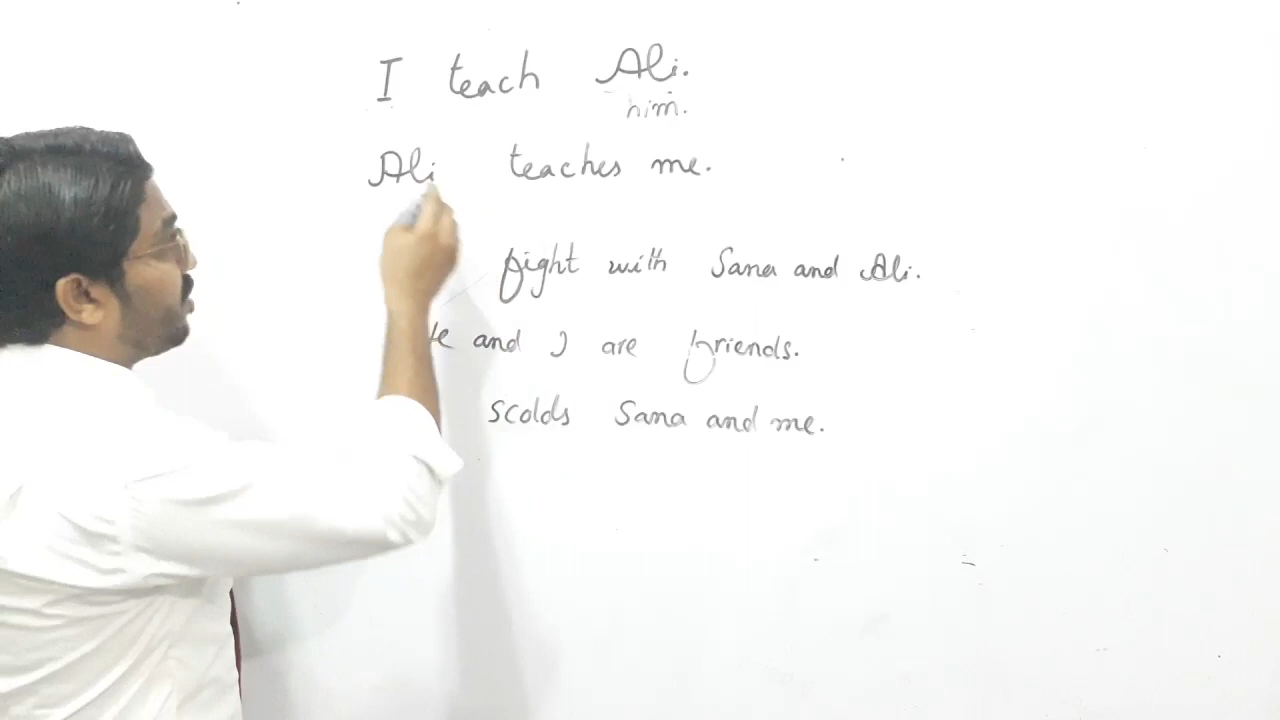 I teach Ali.
him.
Ali teaches me.
fight with Sana and Ali.
and I are friends.
scolds Sana and me.